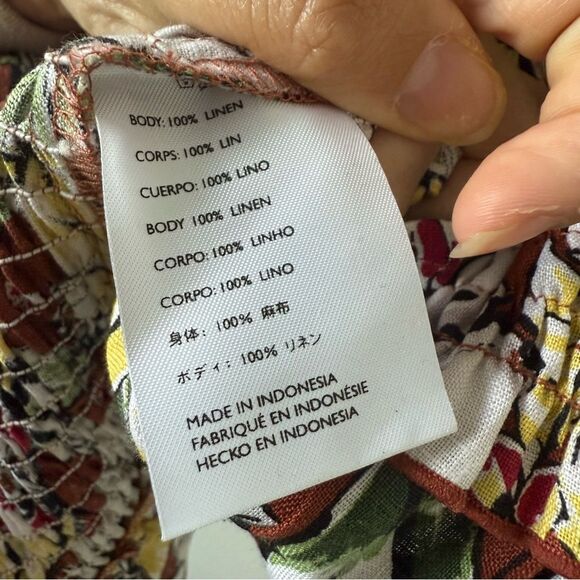 BODY: 100% LINEN
CORPS: 100% LIN
CUERPO: 100% LINO
BODY 100% LINEN
CORPO: 100% LINHO
CORPO: 100% LINO
身体: 100% 麻布
ボディ: 100% リネン
MADE IN INDONESIA
FABRIQUÉ EN INDONÉSIE
HECKO EN INDONESIA